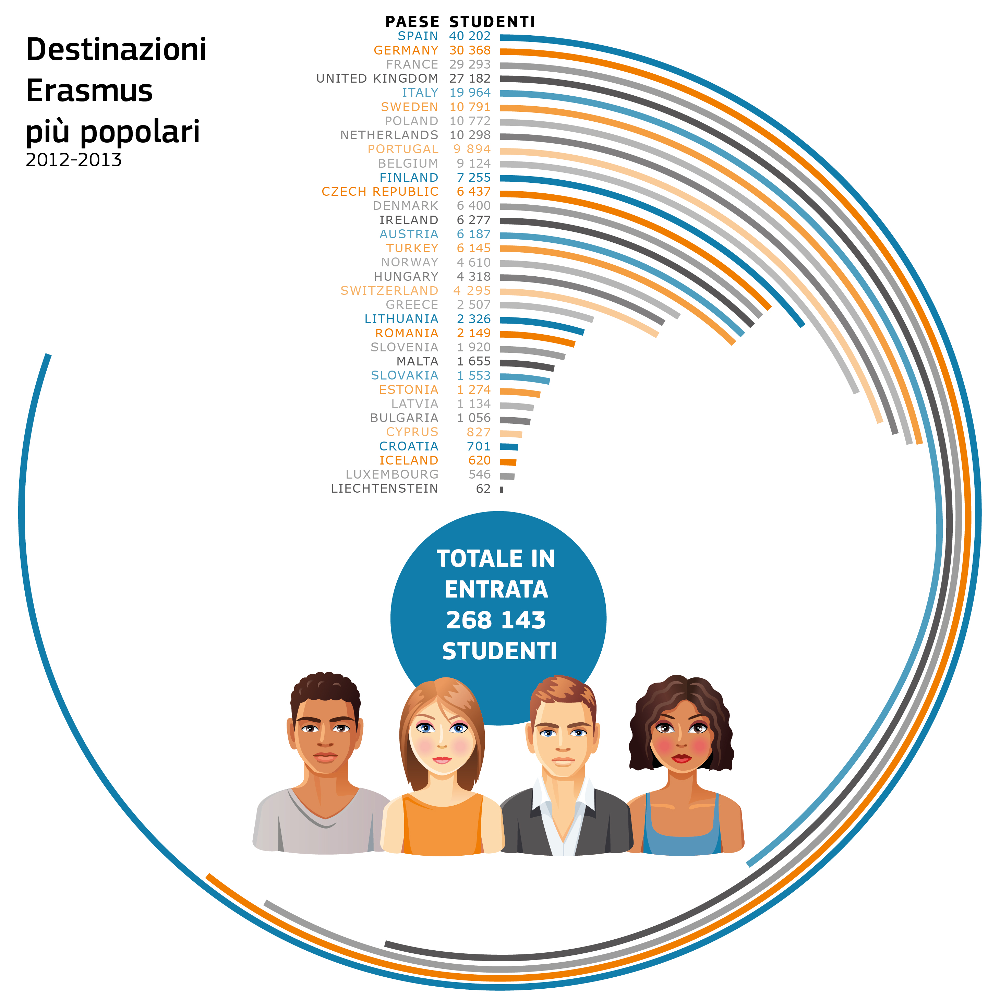 Destinazioni
Erasmus
più popolari
2012-2013
PAESE STUDENTI
SPAIN 40 202
GERMANY 30 368
FRANCE 29 293
UNITED KINGDOM 27 182
ITALY 19 964
SWEDEN 10 791
POLAND 10 772
NETHERLANDS 10 298
PORTUGAL 9 894
BELGIUM 9 124
FINLAND 7 255
CZECH REPUBLIC 6 437
DENMARK 6 400
IRELAND 6 277
AUSTRIA 6 187
TURKEY 6 145
NORWAY 4 610
HUNGARY 4 318
SWITZERLAND 4 295
GREECE 2 507
LITHUANIA 2 326
ROMANIA 2 149
SLOVENIA 1 920
MALTA 1 655
SLOVAKIA 1 553
ESTONIA 1 274
LATVIA 1 134
BULGARIA 1 056
CYPRUS 827
CROATIA 701
ICELAND 620
LUXEMBOURG 546
LIECHTENSTEIN 62
TOTALE IN
ENTRATA
268 143
STUDENTI